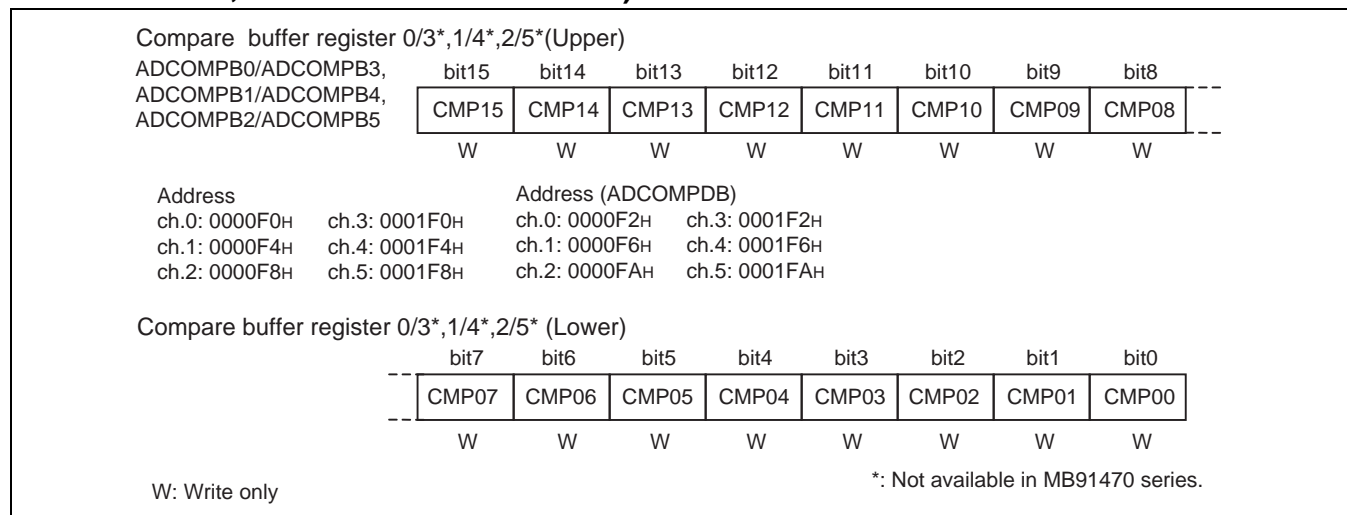 Compare buffer register 0/3*,1/4*,2/5*(Upper)
ADCOMPB0/ADCOMPB3, bit15 bit14 bit13 bit12 bit11 bit10 bit9 bit8
ADCOMPB1/ADCOMPB4,
ADCOMPB2/ADCOMPB5 CMP15 CMP14 CMP13 CMP12 CMP11 CMP10 CMP09 CMP08
W W W W W W W W
Address Address (ADCOMPDB)
ch.0: 0000F0H ch.3: 0001F0H ch.0: 0000F2H ch.3: 0001F2H
ch.1: 0000F4H ch.4: 0001F4H ch.1: 0000F6H ch.4: 0001F6H
ch.2: 0000F8H ch.5: 0001F8H ch.2: 0000FAH ch.5: 0001FAH
Compare buffer register 0/3*,1/4*,2/5* (Lower)
bit7 bit6 bit5 bit4 bit3 bit2 bit1 bit0
CMP07 CMP06 CMP05 CMP04 CMP03 CMP02 CMP01 CMP00
W W W W W W W W
W: Write only *: Not available in MB91470 series.